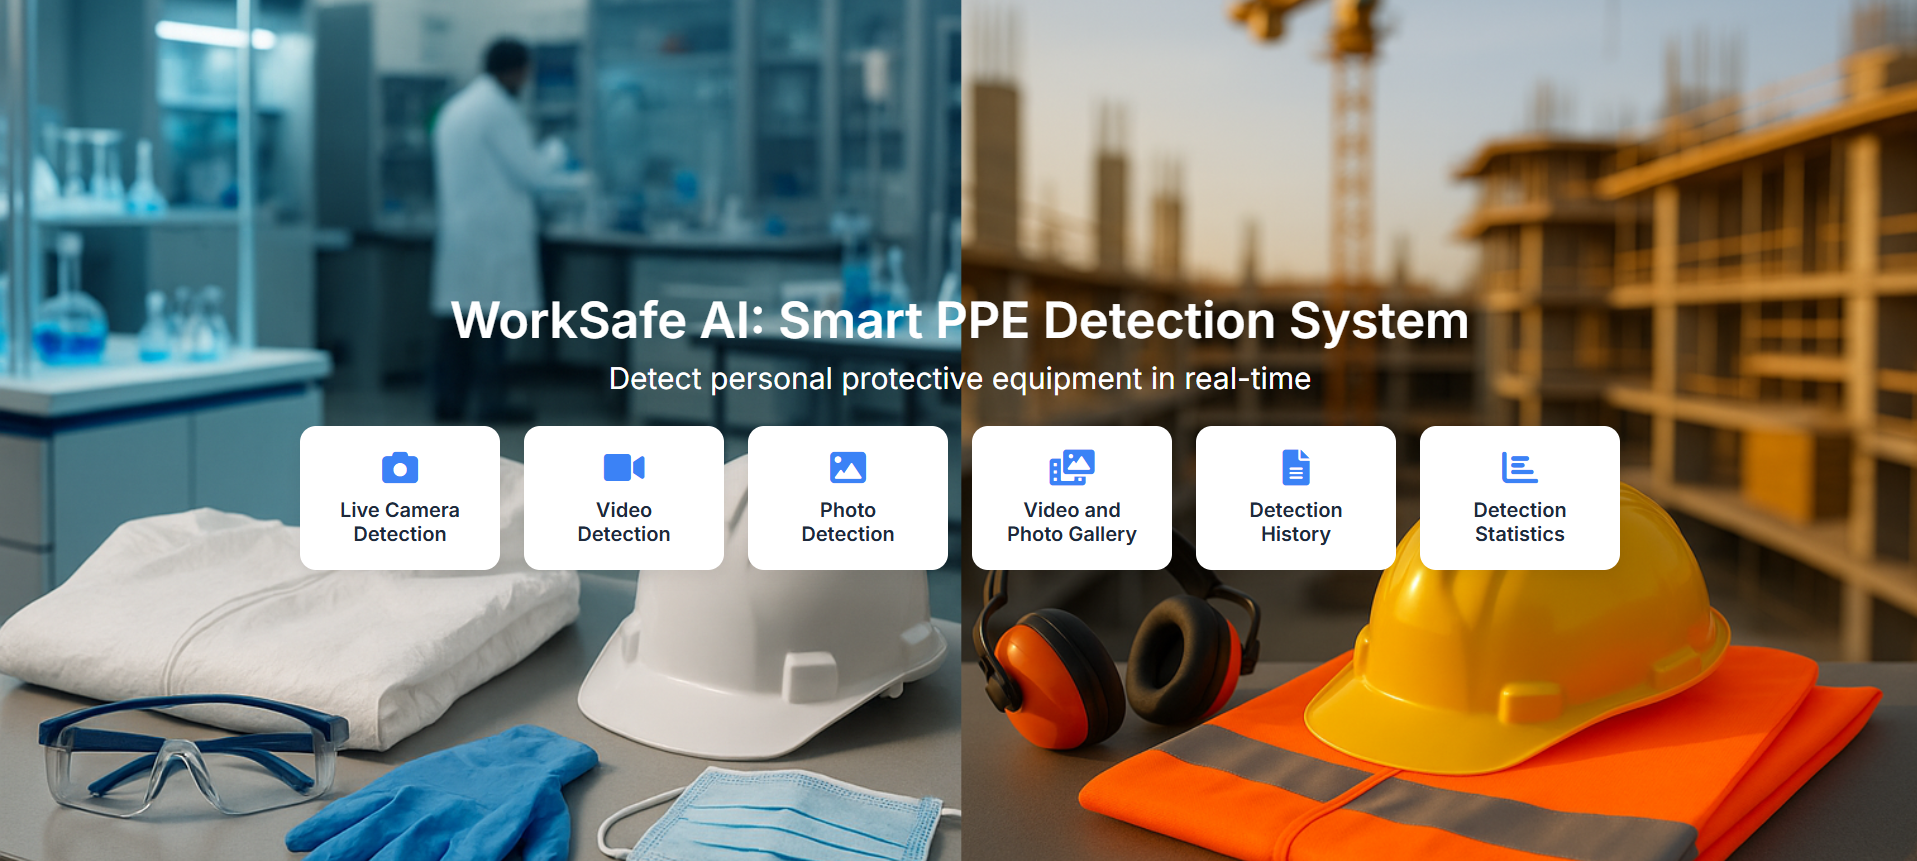 WorkSafe AI: Smart PPE Detection System
Detect personal protective equipment in real-time
Live Camera
Detection
Video
Detection
Photo
Detection
Video and
Photo Gallery
Detection
History
Detection
Statistics